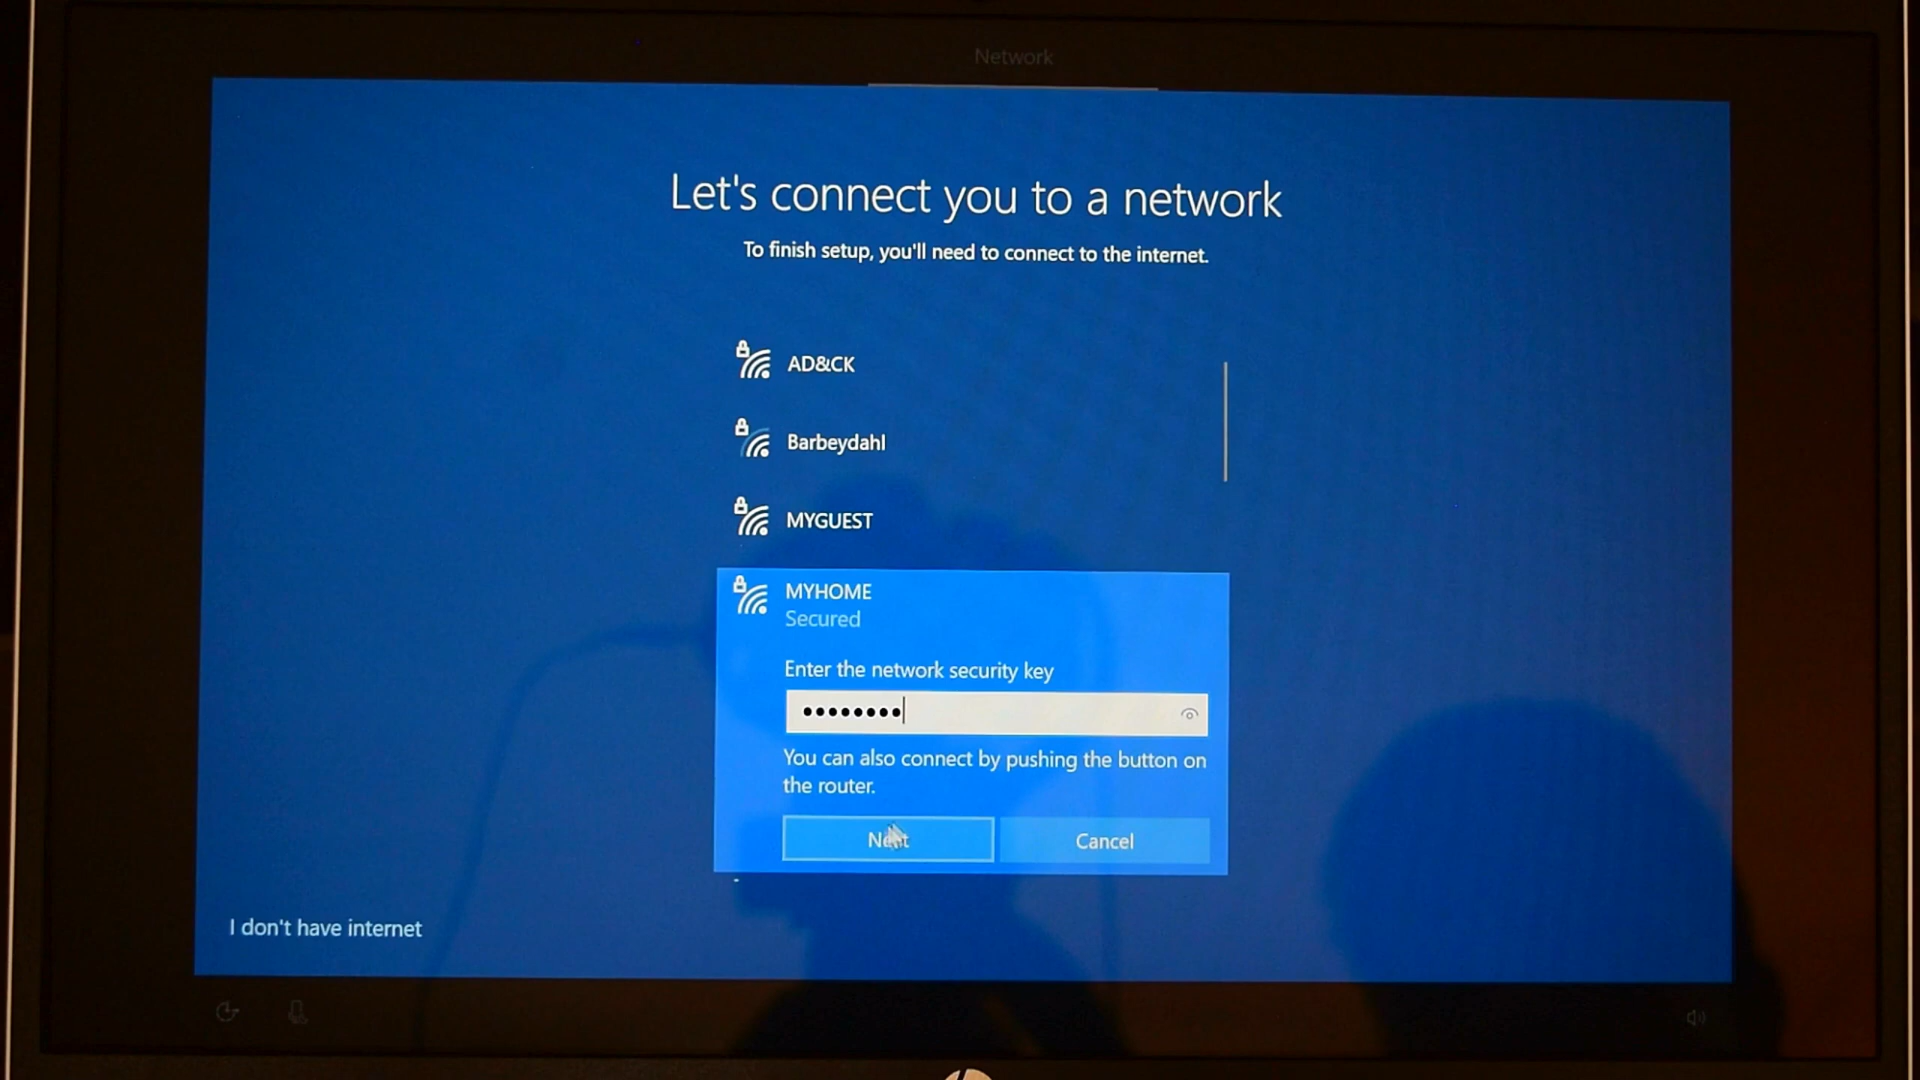 Network
Let's connect you to a network
To finish setup, you'll need to connect to the internet.
AD&CK
Barbeydahl
MYGUEST
MYHOME
Secured
Enter the network security key
You can also connect by pushing the button on
the router.
Next
Cancel
I don't have internet